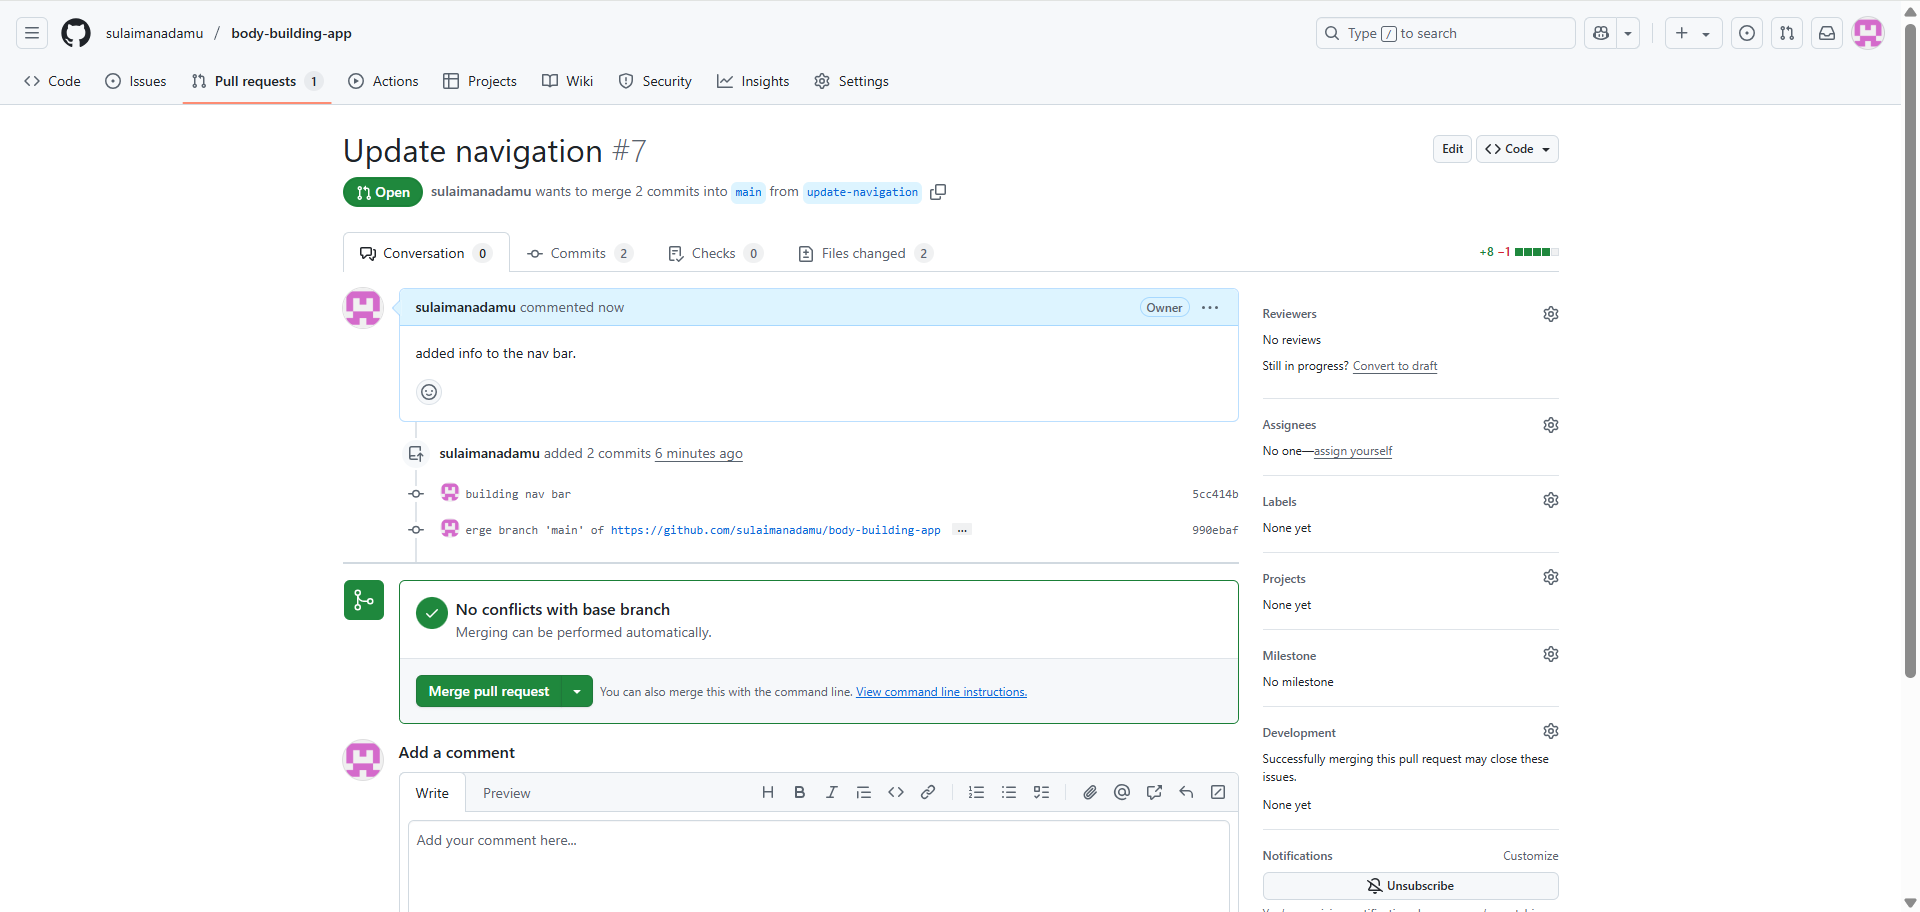 sulaimanadamu / body-building-app
Type / to search
Code Issues Pull requests 1 Actions Projects Wiki Security Insights Settings
Update navigation #7
Edit Code
Open sulaimanadamu wants to merge 2 commits into main from update-navigation
Conversation 0 Commits 2 Checks 0 Files changed 2 +8 −1
sulaimanadamu commented now Owner
added info to the nav bar.
sulaimanadamu added 2 commits 6 minutes ago
building nav bar 5cc414b
erge branch 'main' of https://github.com/sulaimanadamu/body-building-app … 990ebaf
No conflicts with base branch
Merging can be performed automatically.
Merge pull request You can also merge this with the command line. View command line instructions.
Add a comment
Write Preview
Add your comment here...
Reviewers
No reviews
Still in progress? Convert to draft
Assignees
No one—assign yourself
Labels
None yet
Projects
None yet
Milestone
No milestone
Development
Successfully merging this pull request may close these
issues.
None yet
Notifications Customize
Unsubscribe